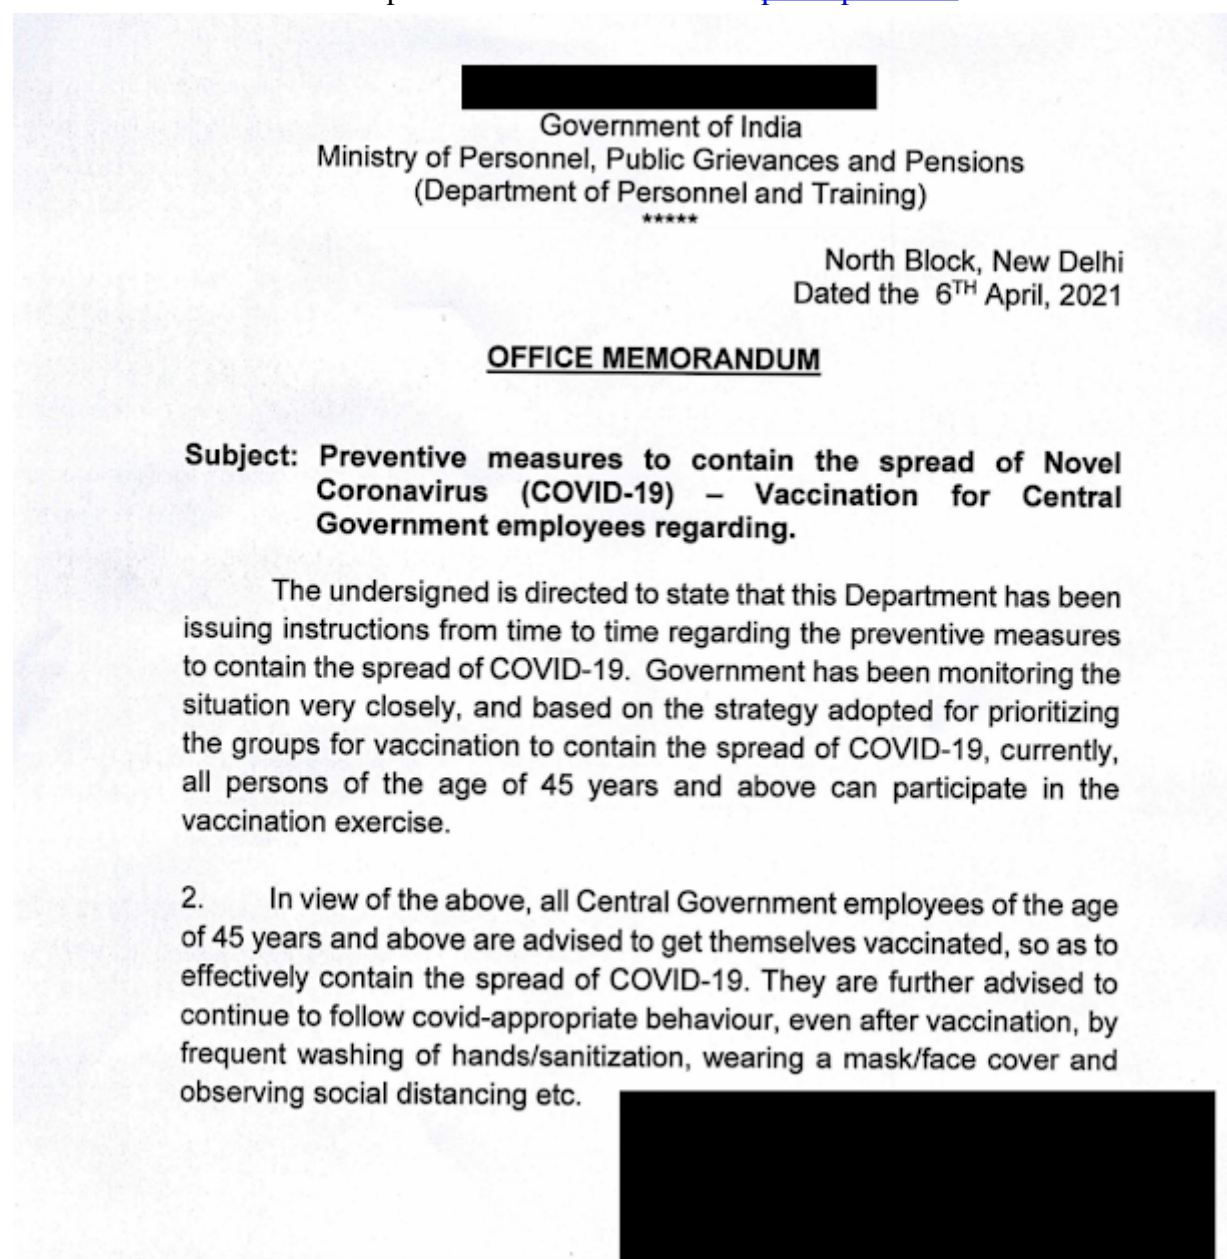 Government of India
Ministry of Personnel, Public Grievances and Pensions
(Department of Personnel and Training)
*****
North Block, New Delhi
Dated the 6TH April, 2021
OFFICE MEMORANDUM
Subject: Preventive measures to contain the spread of Novel
Coronavirus (COVID-19) – Vaccination for Central
Government employees regarding.
The undersigned is directed to state that this Department has been
issuing instructions from time to time regarding the preventive measures
to contain the spread of COVID-19. Government has been monitoring the
situation very closely, and based on the strategy adopted for prioritizing
the groups for vaccination to contain the spread of COVID-19, currently,
all persons of the age of 45 years and above can participate in the
vaccination exercise.
2. In view of the above, all Central Government employees of the age
of 45 years and above are advised to get themselves vaccinated, so as to
effectively contain the spread of COVID-19. They are further advised to
continue to follow covid-appropriate behaviour, even after vaccination, by
frequent washing of hands/sanitization, wearing a mask/face cover and
observing social distancing etc.